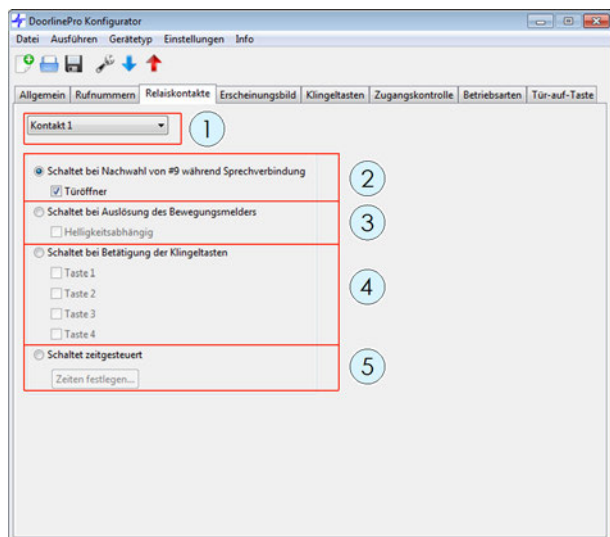 DoorlinePro Konfigurator
Datei Ausführen Gerätetyp Einstellungen Info
Allgemein Rufnummern Relaiskontakte Erscheinungsbild Klingeltasten Zugangskontrolle Betriebsarten Tür-auf-Taste
Kontakt 1
1
Schaltet bei Nachwahl von #9 während Sprechverbindung
2
Türöffner
Schaltet bei Auslösung des Bewegungsmelders
3
Helligkeitsabhängig
Schaltet bei Betätigung der Klingeltasten
Taste 1
4
Taste 2
Taste 3
Taste 4
Schaltet zeitgesteuert
5
Zeiten festlegen...